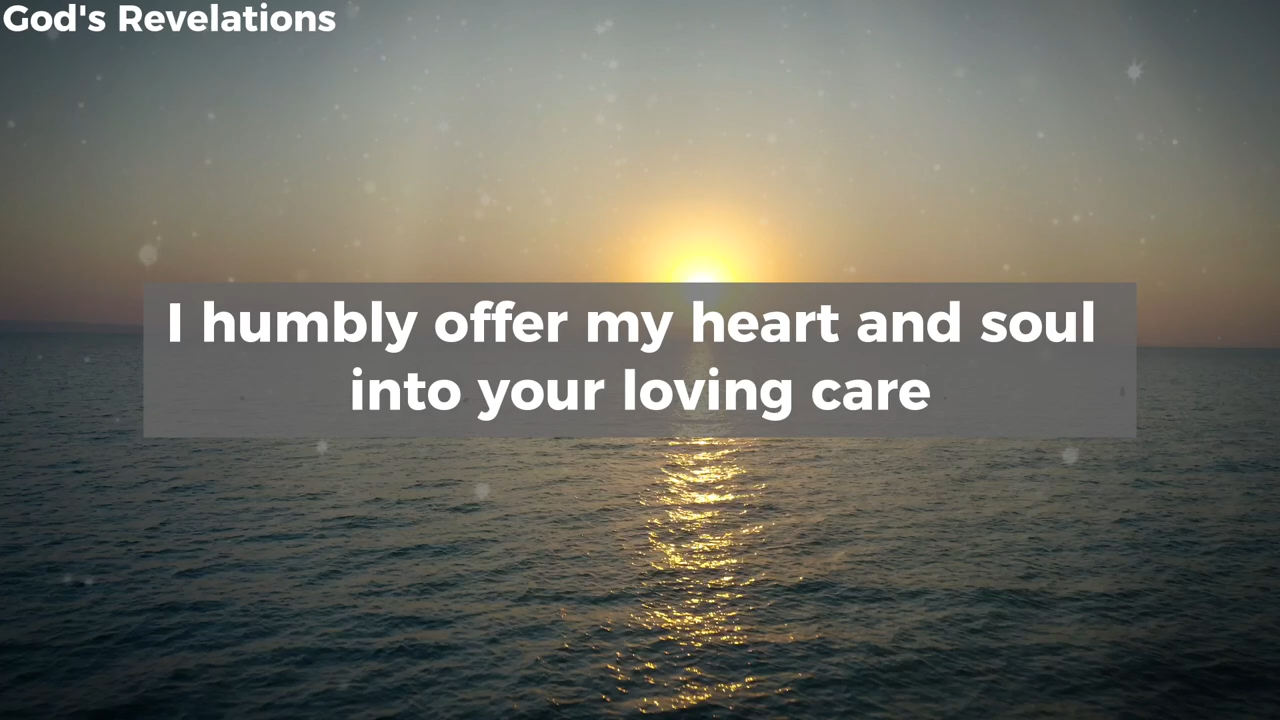 God's Revelations
I humbly offer my heart and soul
into your loving care